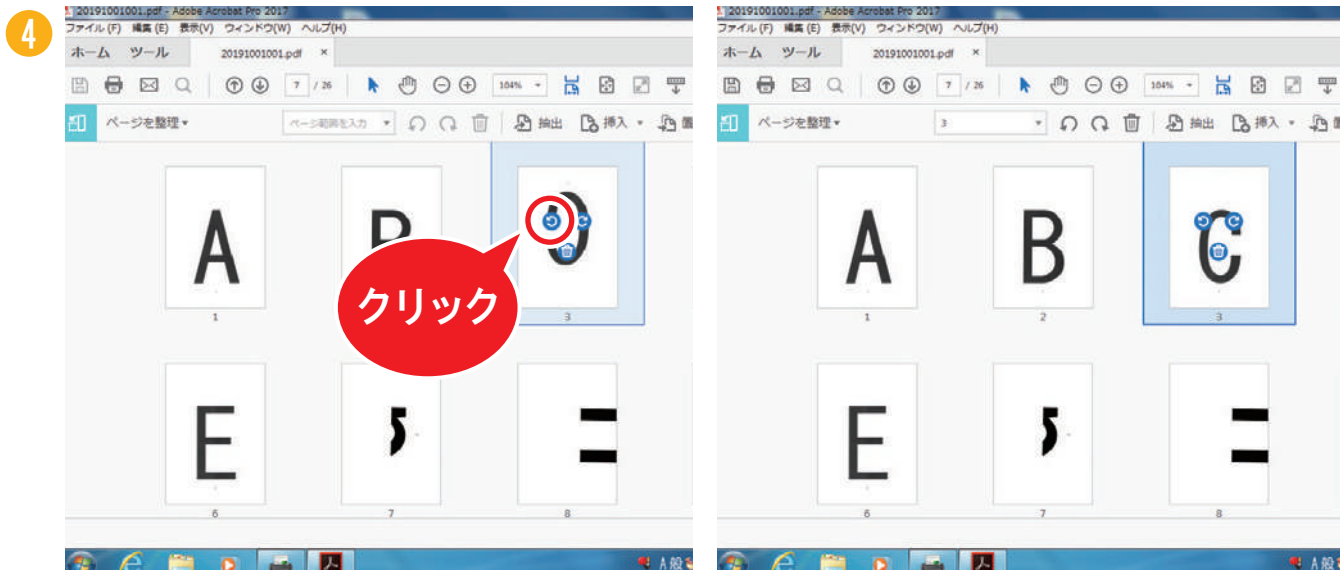 4
20191001001.pdf - Adobe Acrobat Pro 2017
ファイル(F) 編集(E) 表示(V) ウィンドウ(W) ヘルプ(H)
ホーム ツール 20191001001.pdf ×
7 / 26 104%
ページを整理 ページ範囲を入力 抽出 挿入 置
A B
1 3
クリック
E
6 7 8
A 般
20191001001.pdf - Adobe Acrobat Pro 2017
ファイル(F) 編集(E) 表示(V) ウィンドウ(W) ヘルプ(H)
ホーム ツール 20191001001.pdf ×
7 / 26 104%
ページを整理 3 抽出 挿入 置
A B C
1 2 3
E
6 7 8
A 般